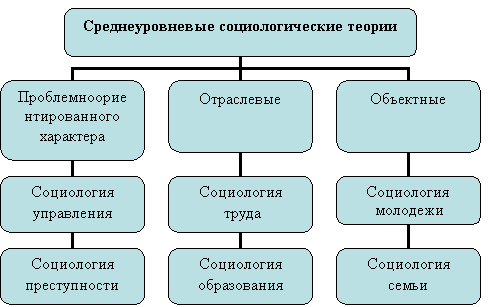 Среднеуровневые социологические теории
Проблемноорие
нтированного
характера
Отраслевые
Объектные
Социология
управления
Социология
труда
Социология
молодежи
Социология
преступности
Социология
образования
Социология
семьи